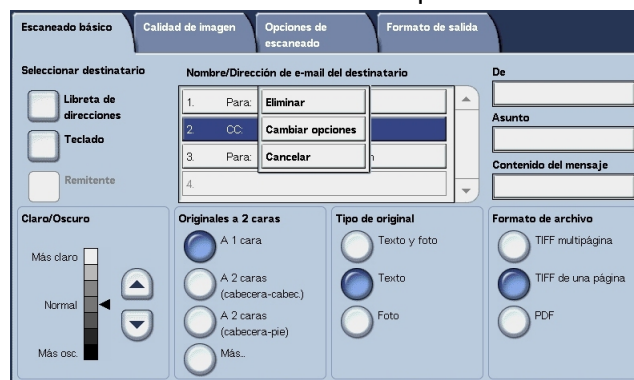 Escaneado básico
Calidad de imagen
Opciones de
escaneado
Formato de salida
Seleccionar destinatario
Nombre/Dirección de e-mail del destinatario
De
Libreta de
direcciones
Teclado
Remitente
1. Para: Eliminar
2. CC: Cambiar opciones
3. Para: Cancelar
4.
Asunto
Contenido del mensaje
Claro/Oscuro
Más claro
Normal
Más osc.
Originales a 2 caras
A 1 cara
A 2 caras
(cabecera-cabec.)
A 2 caras
(cabecera-pie)
Más...
Tipo de original
Texto y foto
Texto
Foto
Formato de archivo
TIFF multipágina
TIFF de una página
PDF